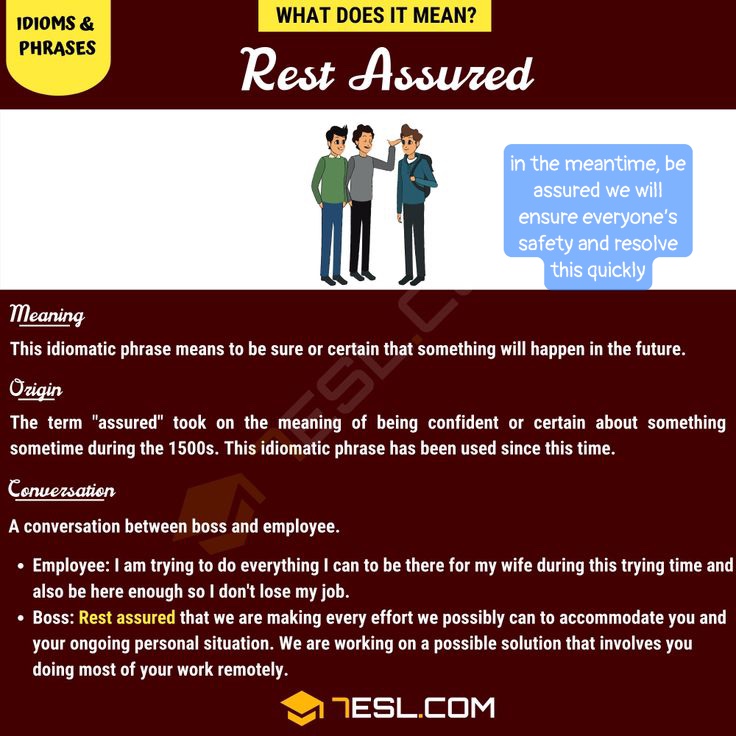 IDIOMS &
PHRASES
WHAT DOES IT MEAN?
Rest Assured
in the meantime, be
assured we will
ensure everyone's
safety and resolve
this quickly
Meaning
This idiomatic phrase means to be sure or certain that something will happen in the future.
Origin
The term "assured" took on the meaning of being confident or certain about something
sometime during the 1500s. This idiomatic phrase has been used since this time.
Conversation
A conversation between boss and employee.
• Employee: I am trying to do everything I can to be there for my wife during this trying time and
also be here enough so I don't lose my job.
• Boss: Rest assured that we are making every effort we possibly can to accommodate you and
your ongoing personal situation. We are working on a possible solution that involves you
doing most of your work remotely.
7ESL.COM
7ESL.COM